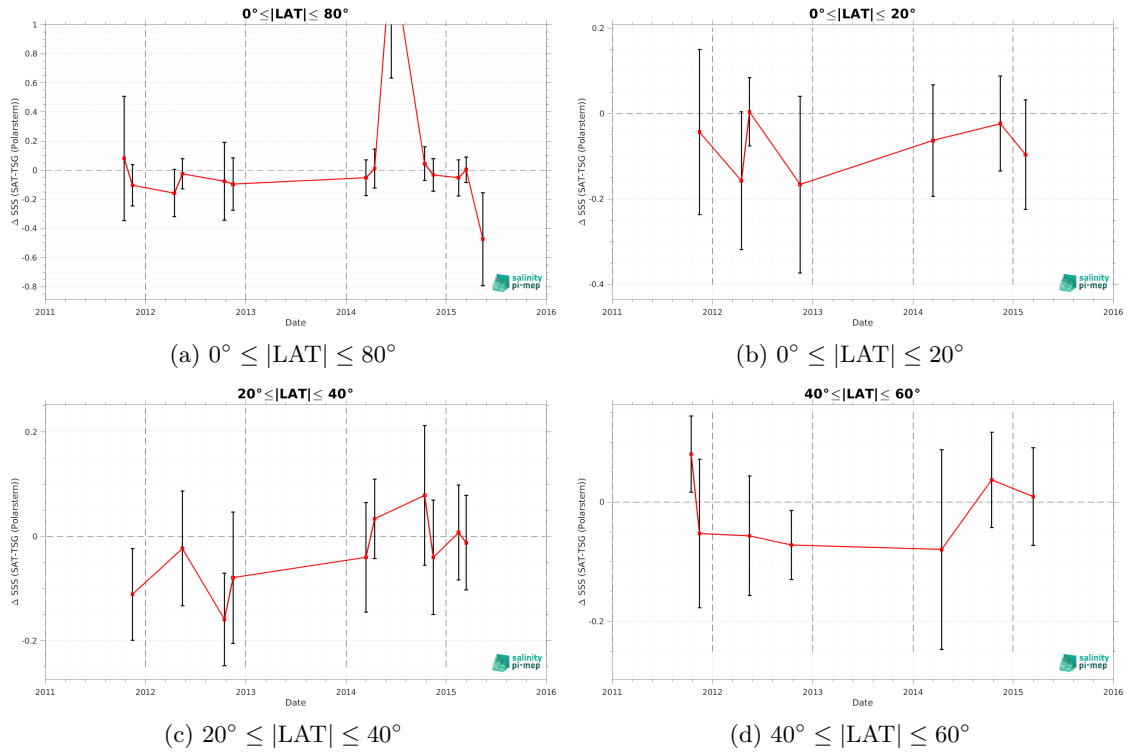 0°≤|LAT|≤ 80°
Δ SSS (SAT-TSG (Polarstern))
1
0.8
0.6
0.4
0.2
0
-0.2
-0.4
-0.6
-0.8
2011 2012 2013 2014 2015 2016
Date
salinity
pi-mep
(a) 0° ≤ |LAT| ≤ 80°
0°≤|LAT|≤ 20°
Δ SSS (SAT-TSG (Polarstern))
0.2
0
-0.2
-0.4
2011 2012 2013 2014 2015 2016
Date
salinity
pi-mep
(b) 0° ≤ |LAT| ≤ 20°
20°≤|LAT|≤ 40°
Δ SSS (SAT-TSG (Polarstern))
0.2
0
-0.2
2011 2012 2013 2014 2015 2016
Date
salinity
pi-mep
(c) 20° ≤ |LAT| ≤ 40°
40°≤|LAT|≤ 60°
Δ SSS (SAT-TSG (Polarstern))
0
-0.2
2011 2012 2013 2014 2015 2016
Date
salinity
pi-mep
(d) 40° ≤ |LAT| ≤ 60°